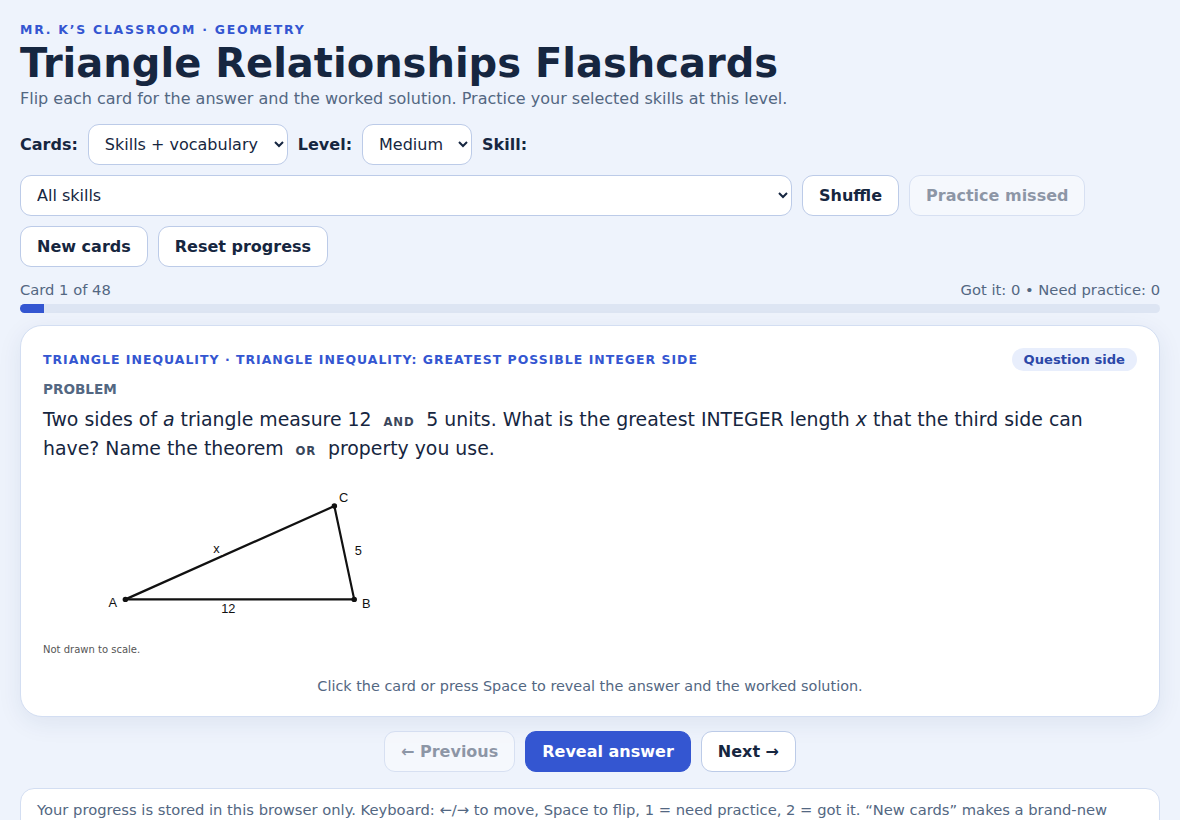 MR. K’S CLASSROOM · GEOMETRY
Triangle Relationships Flashcards
Flip each card for the answer and the worked solution. Practice your selected skills at this level.
Cards: Skills + vocabulary Level: Medium Skill:
All skills Shuffle Practice missed
New cards Reset progress
Card 1 of 48 Got it: 0 • Need practice: 0
TRIANGLE INEQUALITY · TRIANGLE INEQUALITY: GREATEST POSSIBLE INTEGER SIDE Question side
PROBLEM
Two sides of a triangle measure 12 AND 5 units. What is the greatest INTEGER length x that the third side can
have? Name the theorem OR property you use.
C
x 5
A B
12
Not drawn to scale.
Click the card or press Space to reveal the answer and the worked solution.
← Previous Reveal answer Next →
Your progress is stored in this browser only. Keyboard: ←/→ to move, Space to flip, 1 = need practice, 2 = got it. “New cards” makes a brand-new